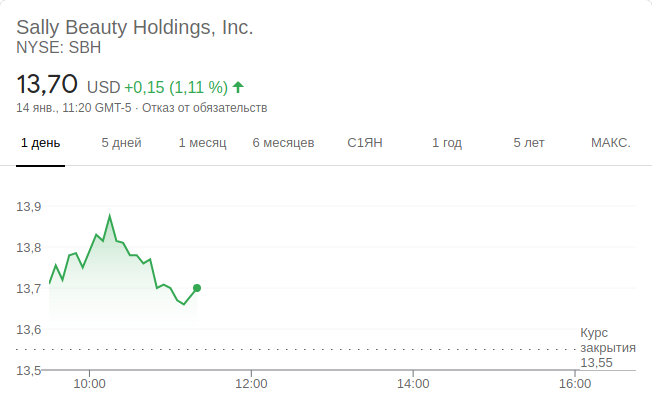 Sally Beauty Holdings, Inc.
NYSE: SBH
13,70 USD +0,15 (1,11 %)
14 янв., 11:20 GMT-5 · Отказ от обязательств
1 день 5 дней 1 месяц 6 месяцев С1ЯН 1 год 5 лет МАКС.
13,9
13,8
13,7
13,6
13,5
Курс
закрытия
13,55
10:00 12:00 14:00 16:00